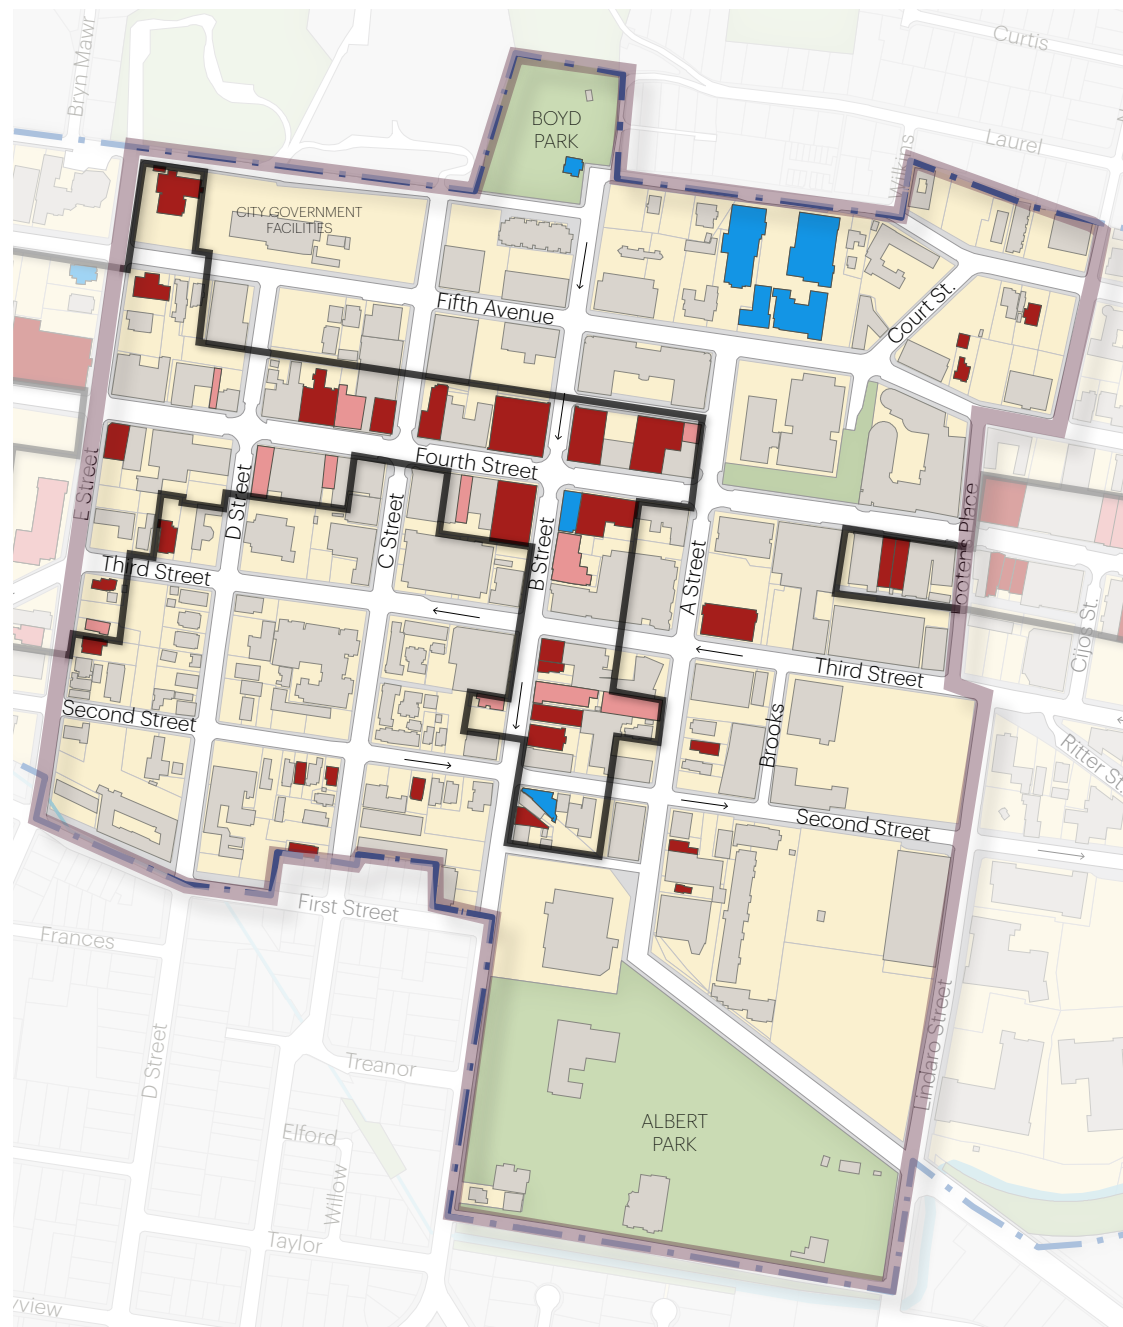 Bryn Mawr
Curtis
BOYD
PARK
Laurel
Wilkins
CITY GOVERNMENT
FACILITIES
Fifth Avenue
Court St.
Fourth Street
E Street
D Street
C Street
B Street
A Street
Lootens Place
Third Street
Third Street
Cijos St.
Second Street
Brooks
Ritter St.
Second Street
First Street
Frances
D Street
Treanor
Lindaro Street
Elford
ALBERT
PARK
Willow
Taylor